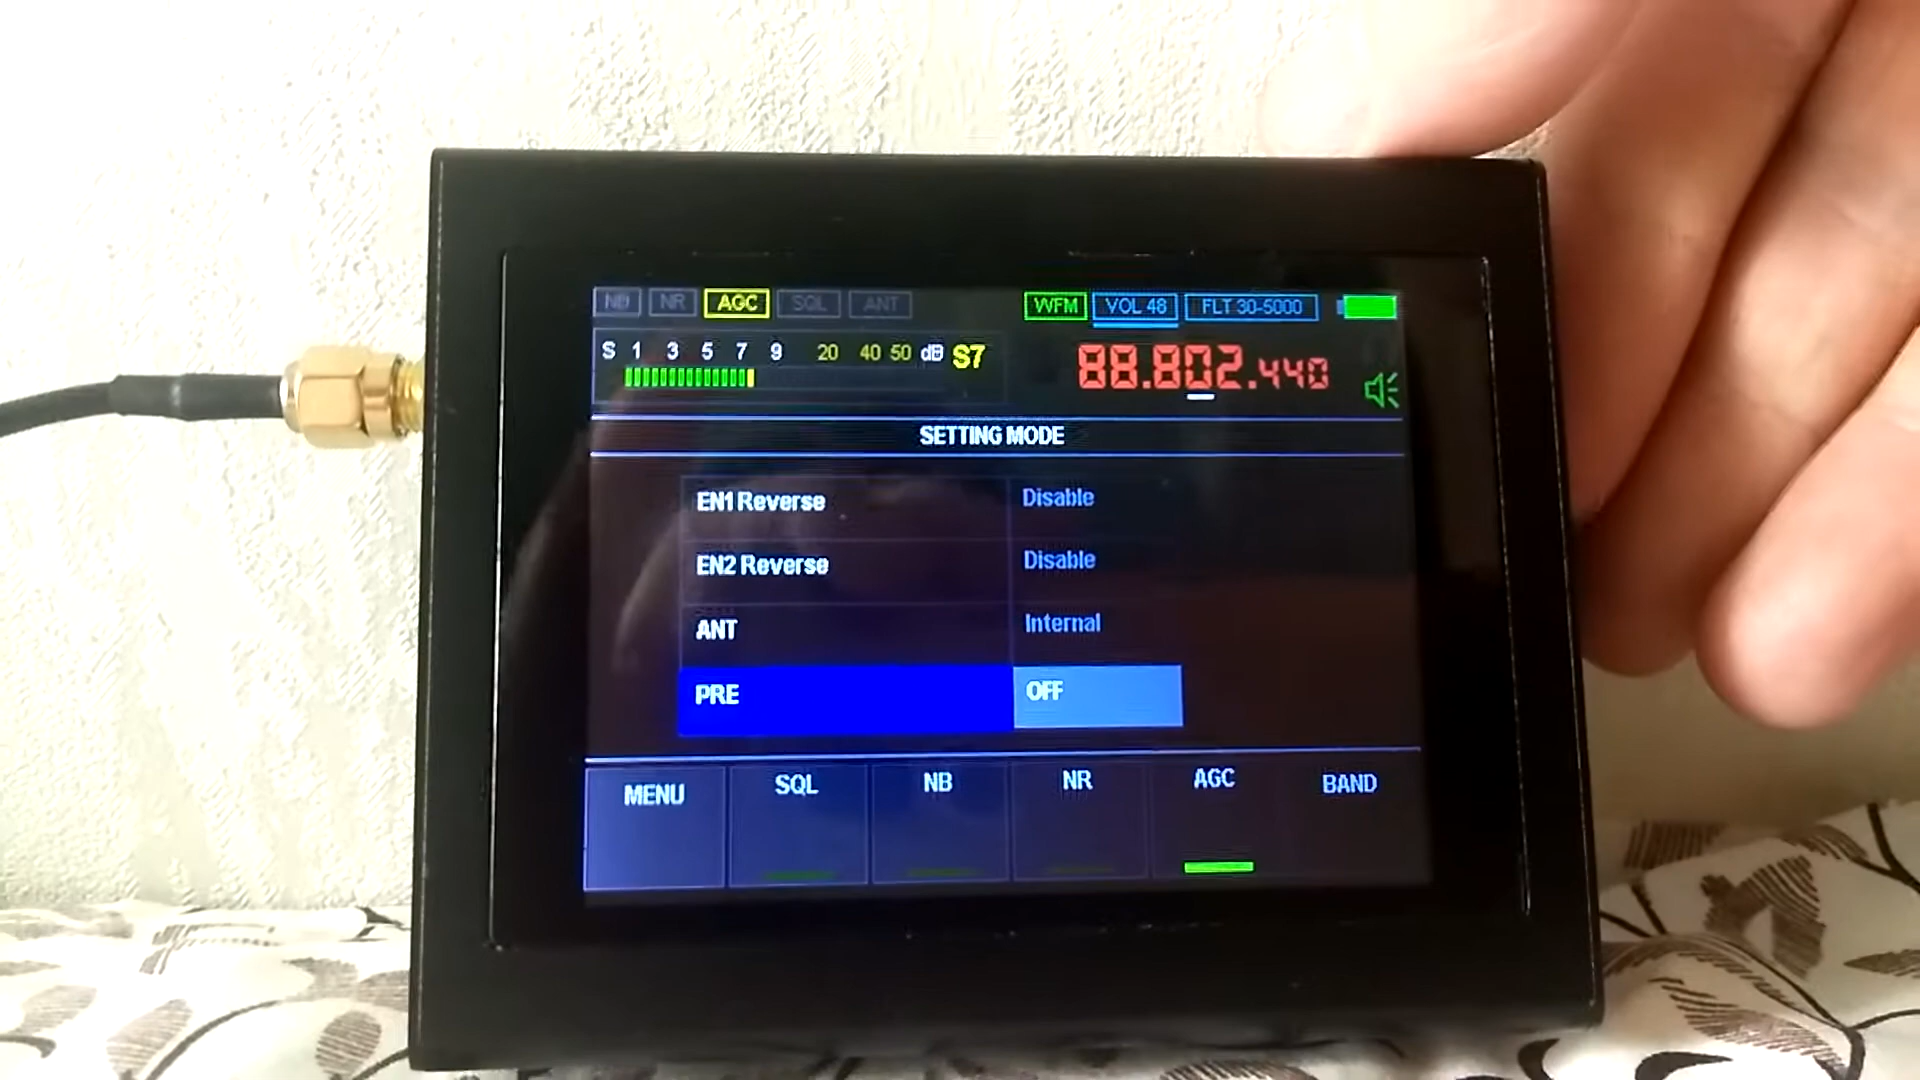 NB NR AGC SQL ANT WFM VOL 48 FLT 30-5000
S 1 3 5 7 9 20 40 50 dB S7 88.802.440
SETTING MODE
EN1 Reverse Disable
EN2 Reverse Disable
ANT Internal
PRE OFF
MENU SQL NB NR AGC BAND